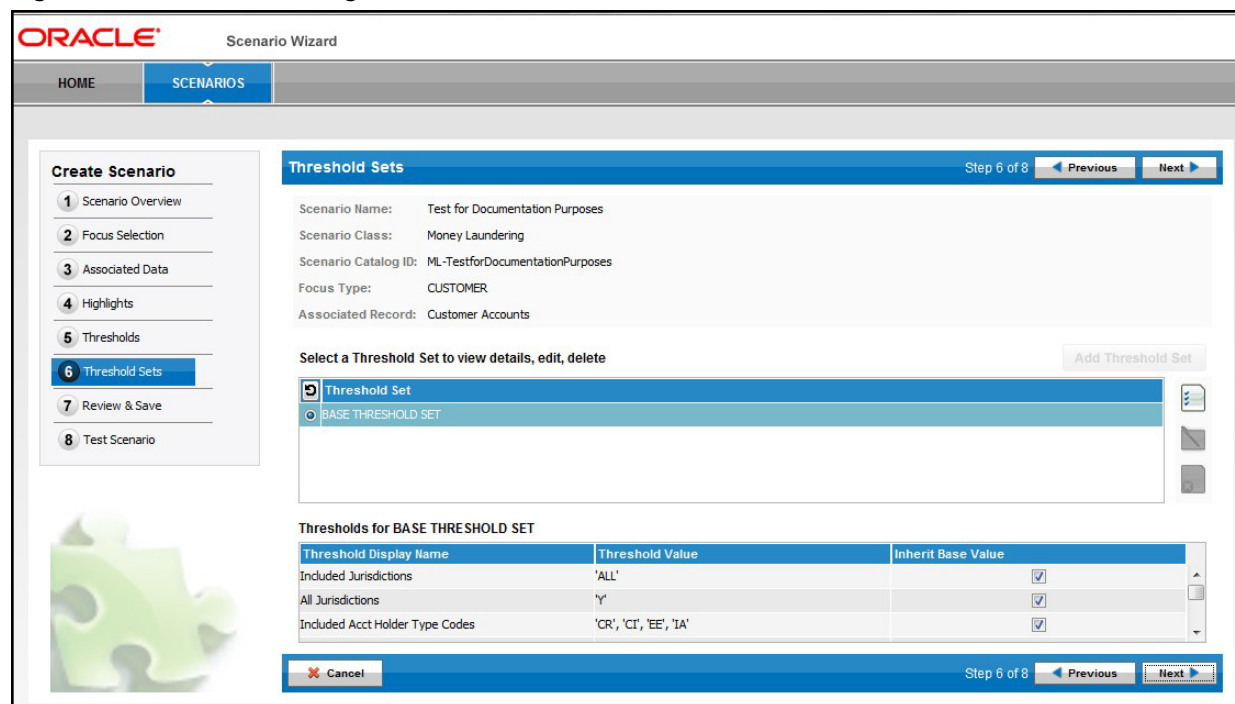 ORACLE® Scenario Wizard
HOME SCENARIOS
Create Scenario
1 Scenario Overview
2 Focus Selection
3 Associated Data
4 Highlights
5 Thresholds
6 Threshold Sets
7 Review & Save
8 Test Scenario
Threshold Sets Step 6 of 8 Previous Next
Scenario Name: Test for Documentation Purposes
Scenario Class: Money Laundering
Scenario Catalog ID: ML-TestforDocumentationPurposes
Focus Type: CUSTOMER
Associated Record: Customer Accounts
Select a Threshold Set to view details, edit, delete Add Threshold Set
Threshold Set
BASE THRESHOLD SET
Thresholds for BASE THRESHOLD SET
Threshold Display Name Threshold Value Inherit Base Value
Included Jurisdictions 'ALL'
All Jurisdictions 'Y'
Included Acct Holder Type Codes 'CR', 'CI', 'EE', 'IA'
Cancel Step 6 of 8 Previous Next